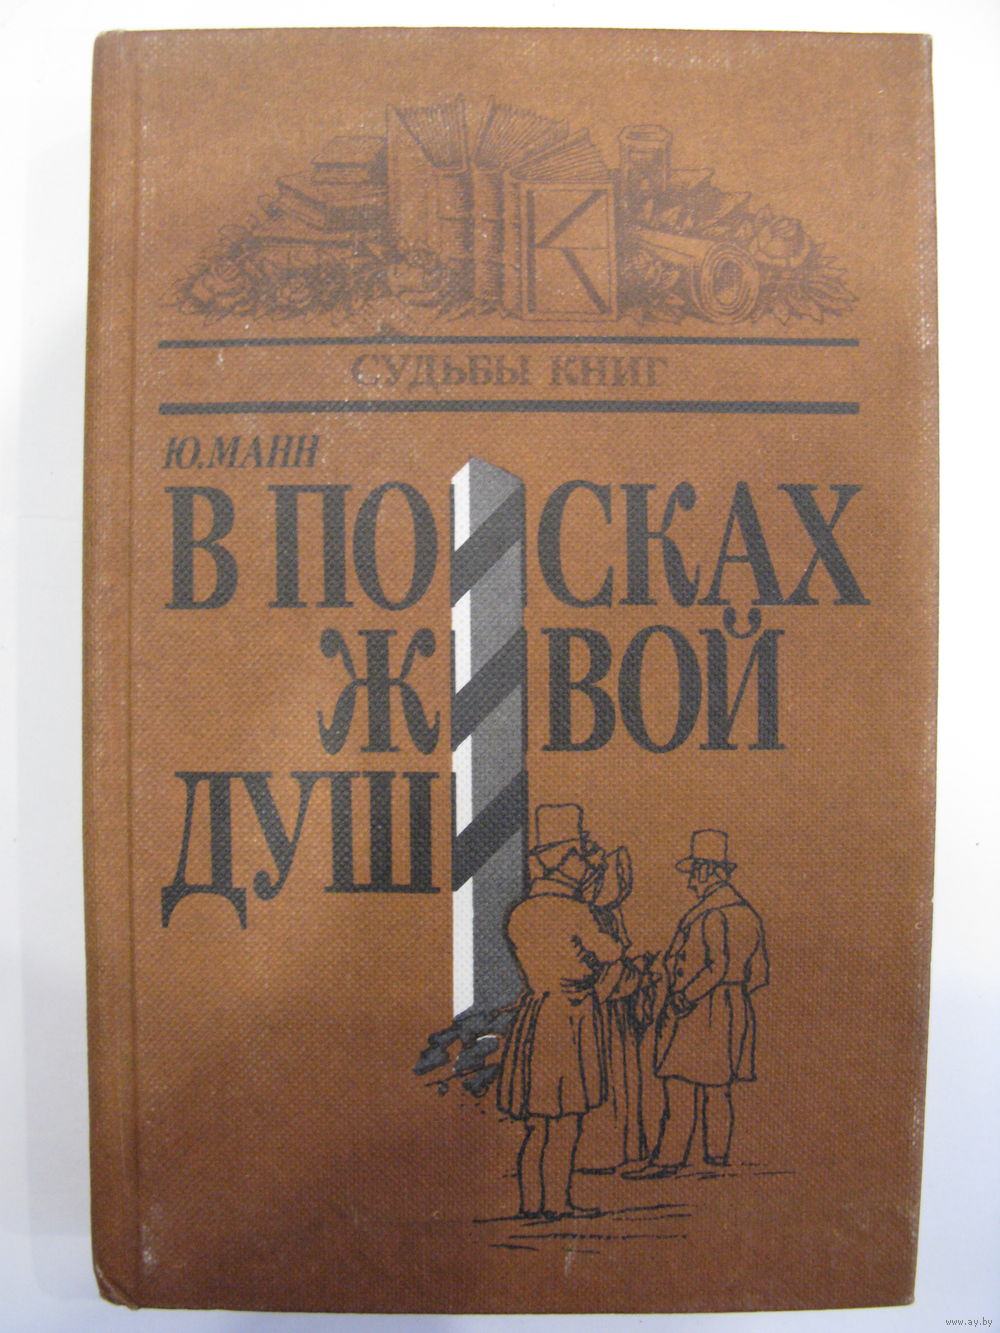 К
СУДЬБЫ КНИГ
Ю.МАНН
В ПОИСКАХ
ЖИВОЙ
ДУШИ
www.ay.by